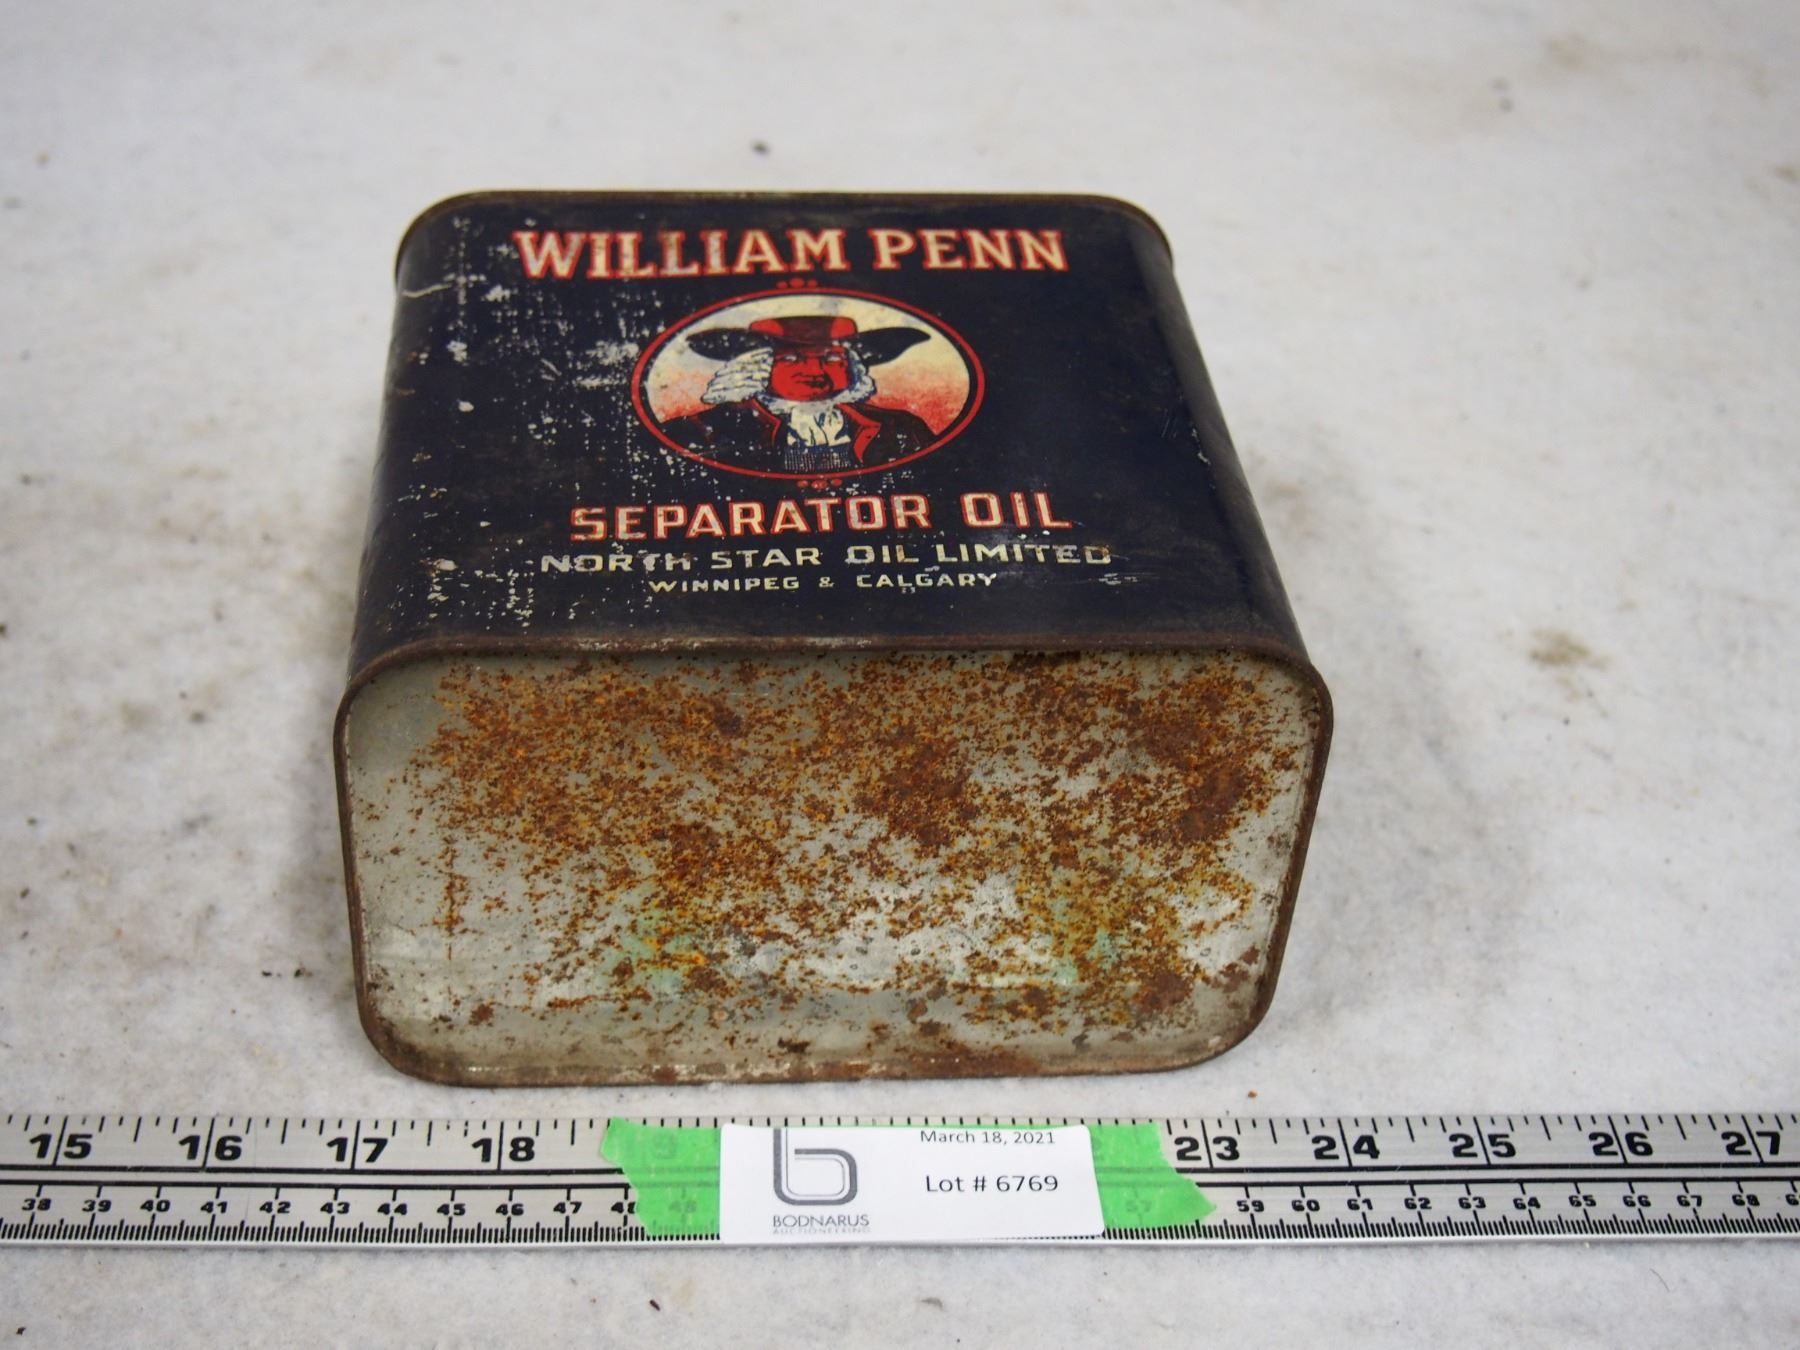 WILLIAM PENN
SEPARATOR OIL
NORTH STAR OIL LIMITED
WINNIPEG & CALGARY
15 16 17 18 23 24 25 26 27
March 18, 2021
Lot # 6769
BODNARUS
AUCTIONEERING
38 39 40 41 42 43 44 45 46 47 48 57 59 60 61 62 63 64 65 66 67 68